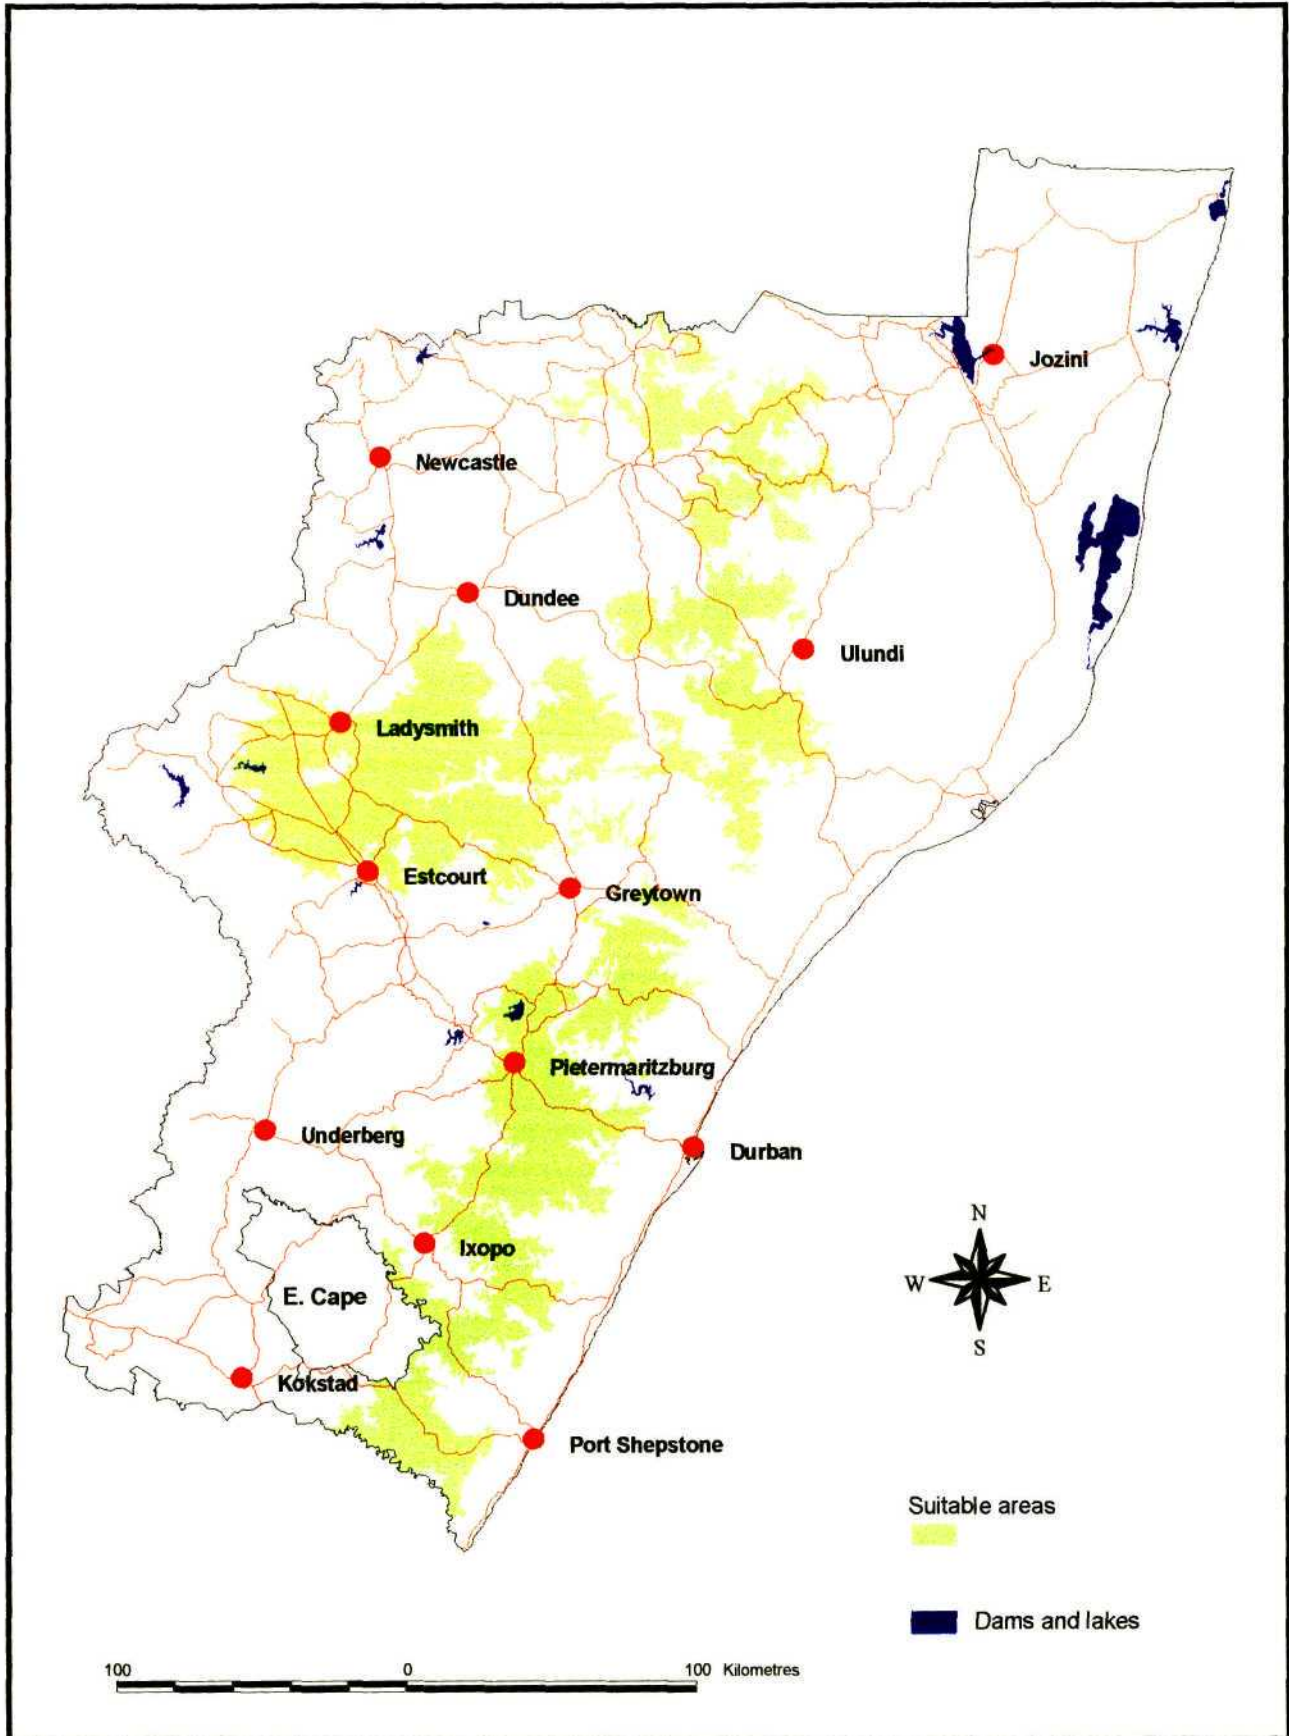 Jozini
Newcastle
Dundee
Ulundi
Ladysmith
Estcourt
Greytown
Pietermaritzburg
Underberg
Durban
N
Ixopo
W
E
E. Cape
S
Kokstad
Port Shepstone
Suitable areas
Dams and lakes
100 0 100 Kilometres